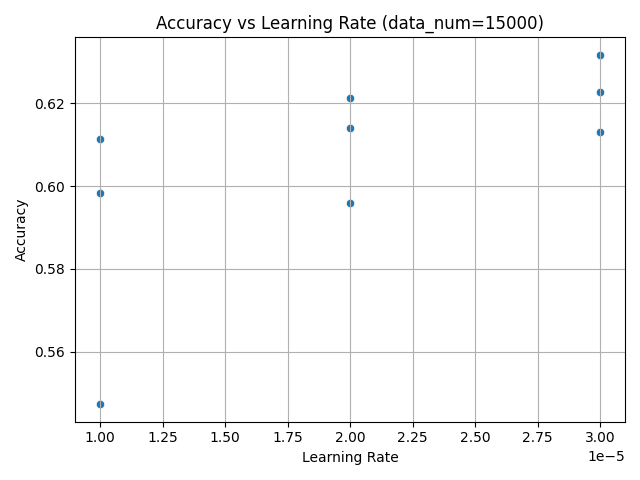 Accuracy vs Learning Rate (data_num=15000)
Accuracy
0.62
0.60
0.58
0.56
1.00 1.25 1.50 1.75 2.00 2.25 2.50 2.75 3.00
1e−5
Learning Rate